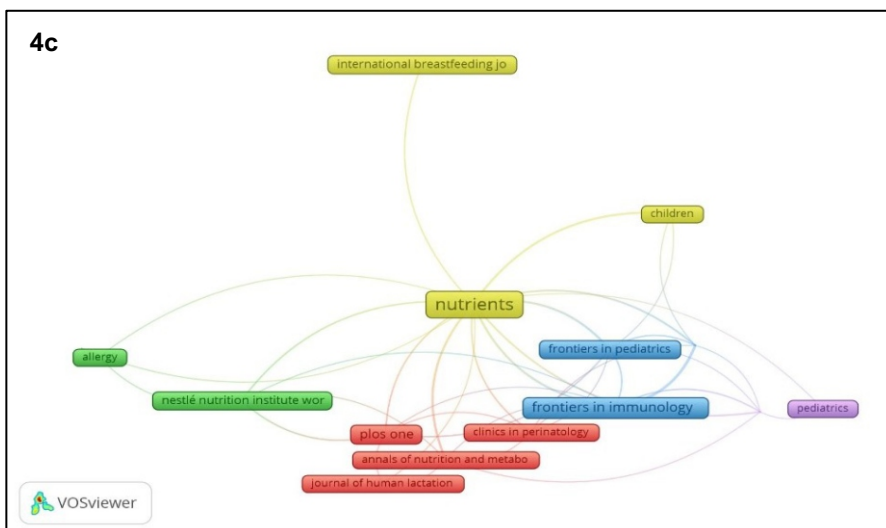 4c
international breastfeeding jo
children
nutrients
frontiers in pediatrics
allergy
nestlé nutrition institute wor
frontiers in immunology
pediatrics
plos one
clinics in perinatology
annals of nutrition and metabo
journal of human lactation
VOSviewer